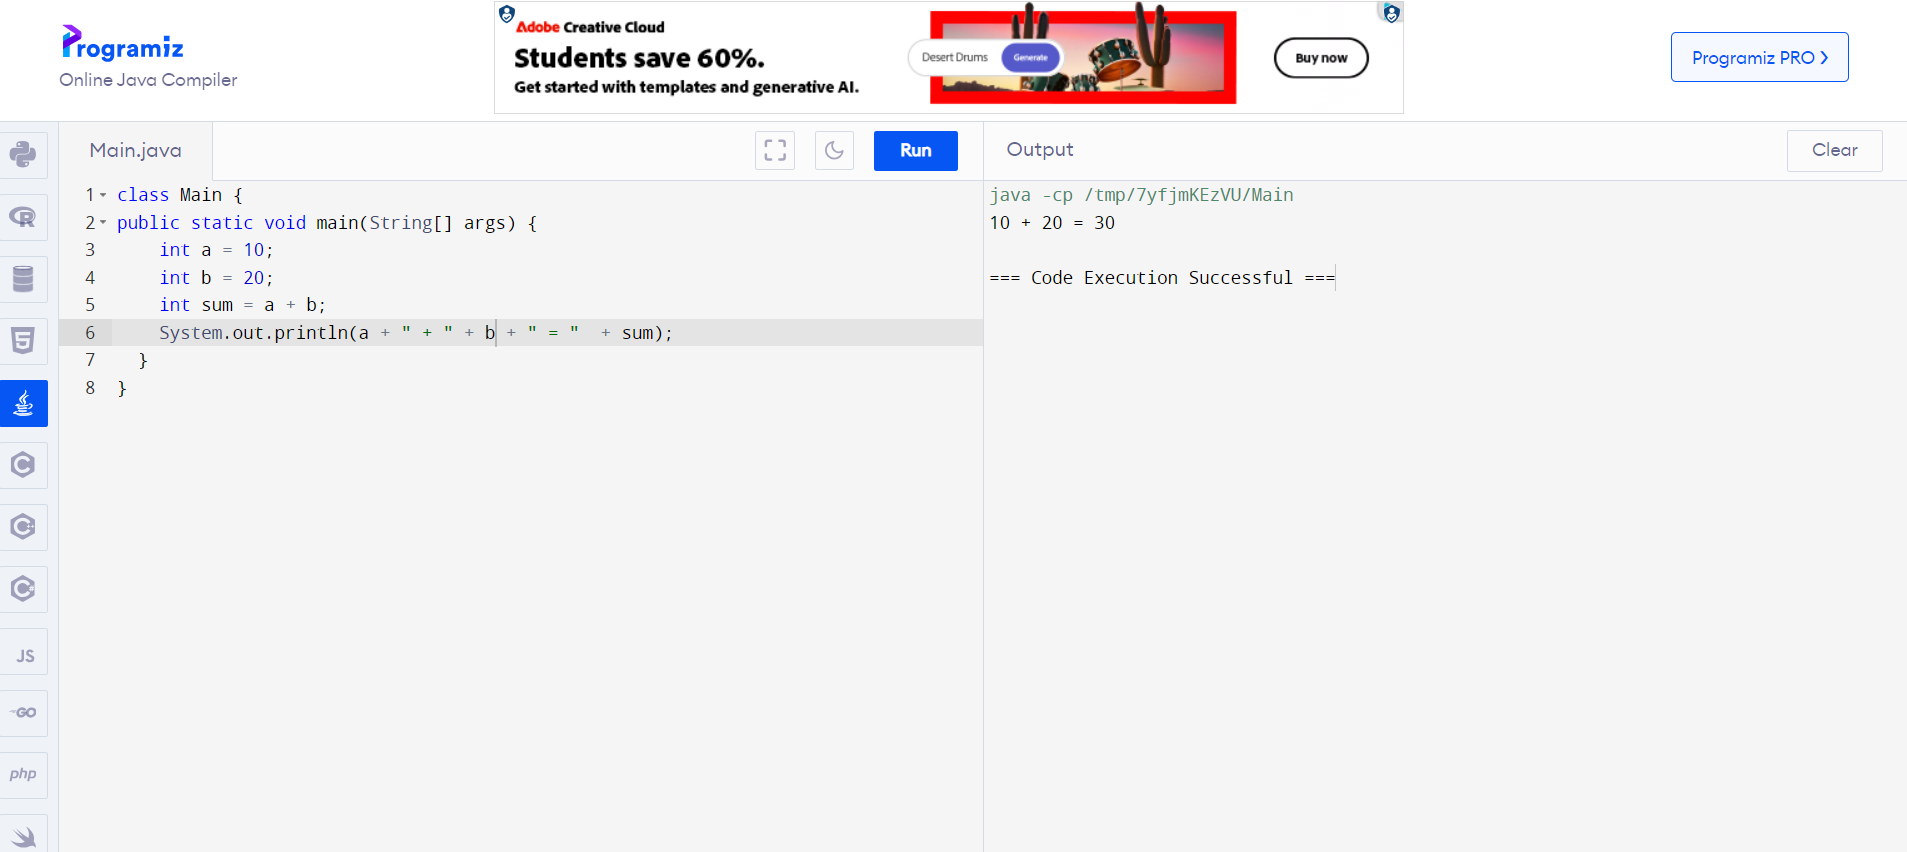 Programiz
Online Java Compiler
Adobe Creative Cloud
Students save 60%.
Get started with templates and generative AI.
Desert Drums
Generate
Buy now
Programiz PRO
Main.java
Run
Output
Clear
1 class Main {
2 public static void main(String[] args) {
3     int a = 10;
4     int b = 20;
5     int sum = a + b;
6     System.out.println(a + " + " + b + " = "  + sum);
7   }
8 }
java -cp /tmp/7yfjmKEzVU/Main
10 + 20 = 30
=== Code Execution Successful ===
R
5
C
C++
C#
JS
GO
php